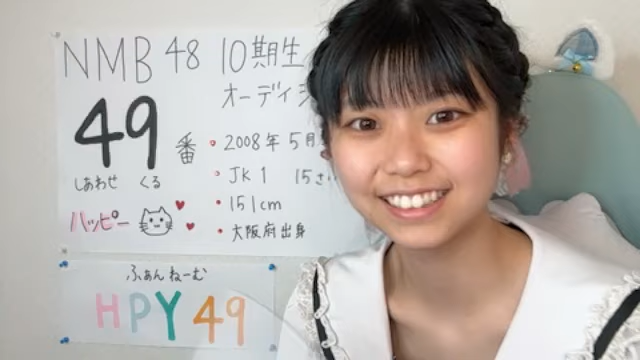 NMB48 10期生
オーディシ
49番
しあわせ くる
ハッピー
・2008年5月
・JK1 15さい
・151cm
・大阪府出身
ふぁんねーむ
HPY49